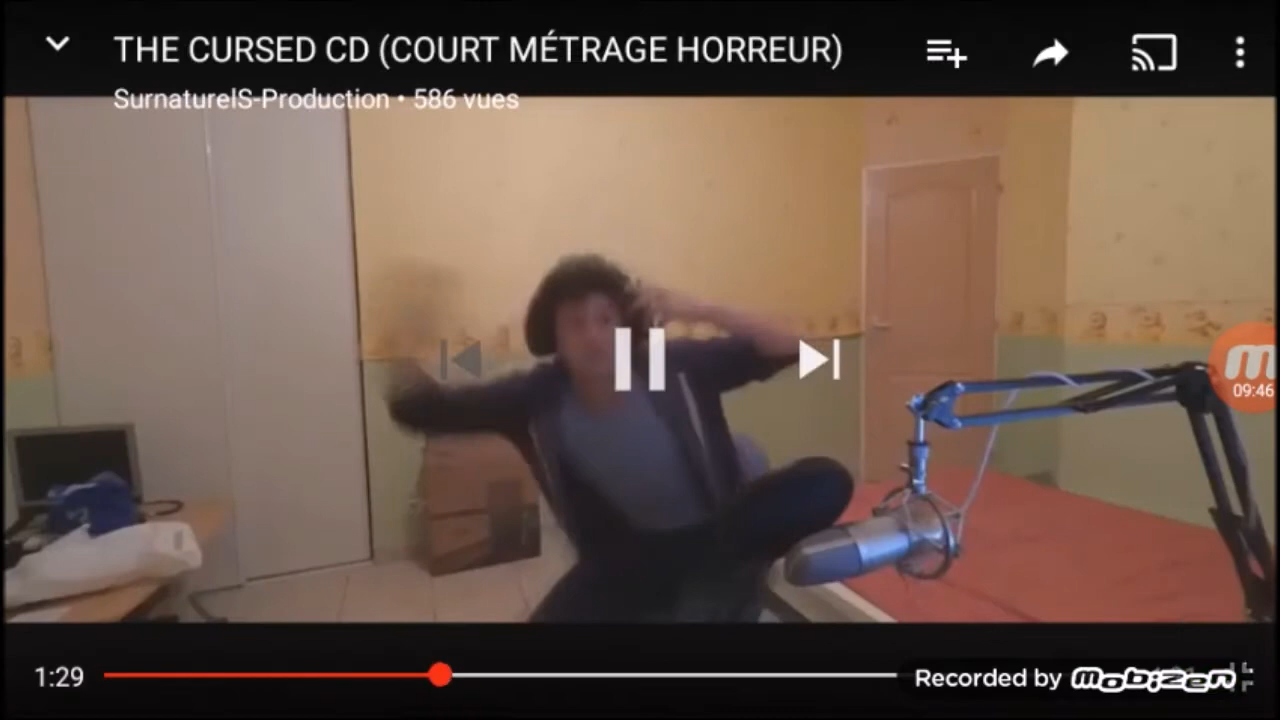 THE CURSED CD (COURT MÉTRAGE HORREUR)
SurnaturelS-Production • 586 vues
09:46
1:29
Recorded by mobizen